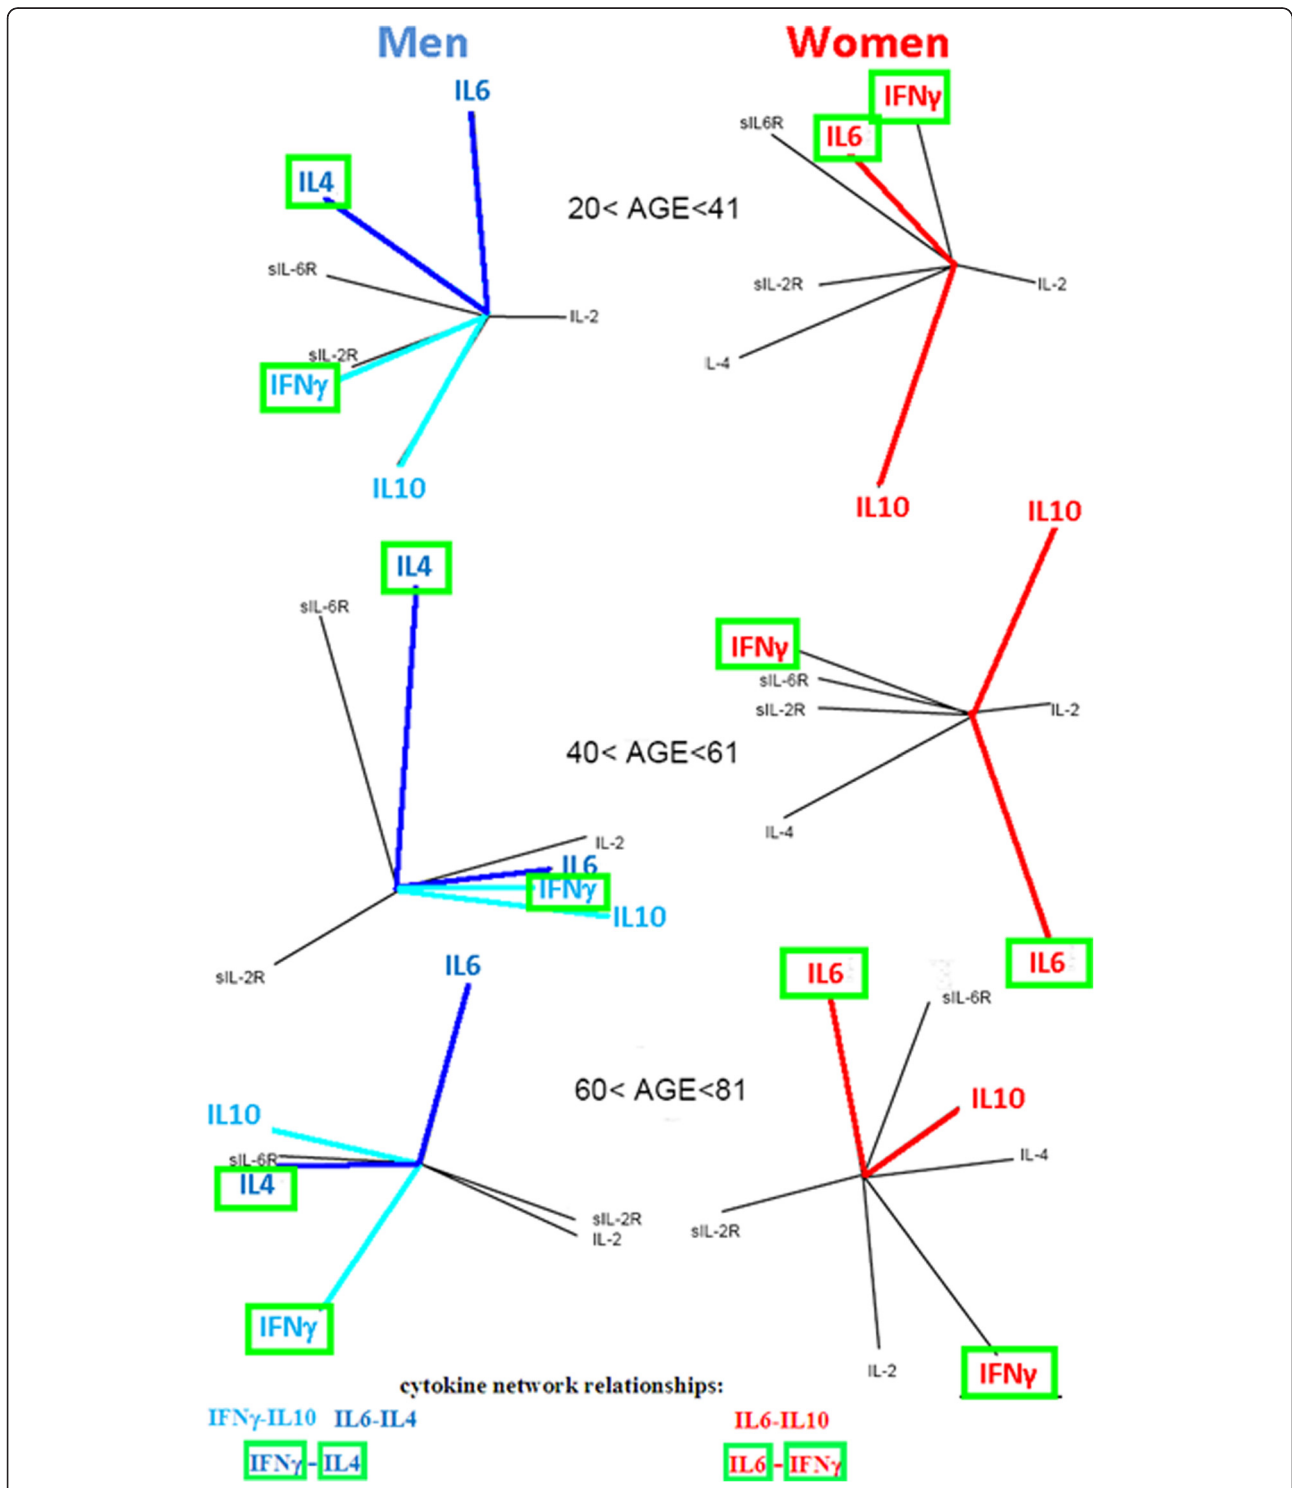 Men Women
IL6
IFNγ
sIL6R
IL6
IL4
20< AGE<41
sIL-6R
sIL-2R
IL-2
IL-2
sIL-2R
IL-4
IFNγ
IL10
IL10
IL10
IL4
sIL-6R
IFNγ
sIL-6R
sIL-2R
IL-2
40< AGE<61
IL-4
IL-2
IL6
IFNγ
IL10
sIL-2R
IL6
IL6
IL6
sIL-6R
60< AGE<81
IL10
IL10
sIL-6R
IL4
IL-4
sIL-2R
IL-2
sIL-2R
IFNγ
IL-2
IFNγ
cytokine network relationships:
IFNγ-IL10 IL6-IL4 IL6-IL10
IFNγ-IL4 IL6-IFNγ